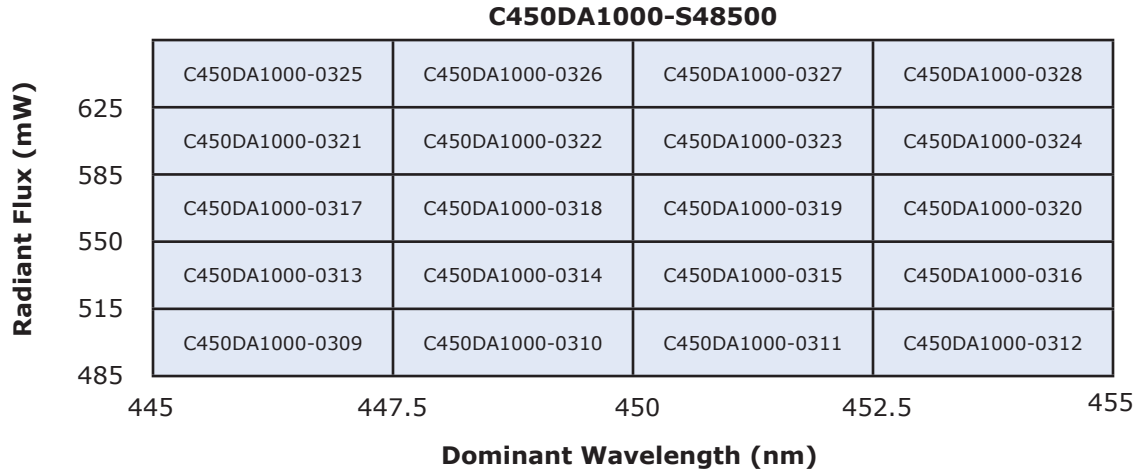 C450DA1000-S48500
Radiant Flux (mW)
C450DA1000-0325 C450DA1000-0326 C450DA1000-0327 C450DA1000-0328
625
C450DA1000-0321 C450DA1000-0322 C450DA1000-0323 C450DA1000-0324
585
C450DA1000-0317 C450DA1000-0318 C450DA1000-0319 C450DA1000-0320
550
C450DA1000-0313 C450DA1000-0314 C450DA1000-0315 C450DA1000-0316
515
C450DA1000-0309 C450DA1000-0310 C450DA1000-0311 C450DA1000-0312
485
445 447.5 450 452.5 455
Dominant Wavelength (nm)